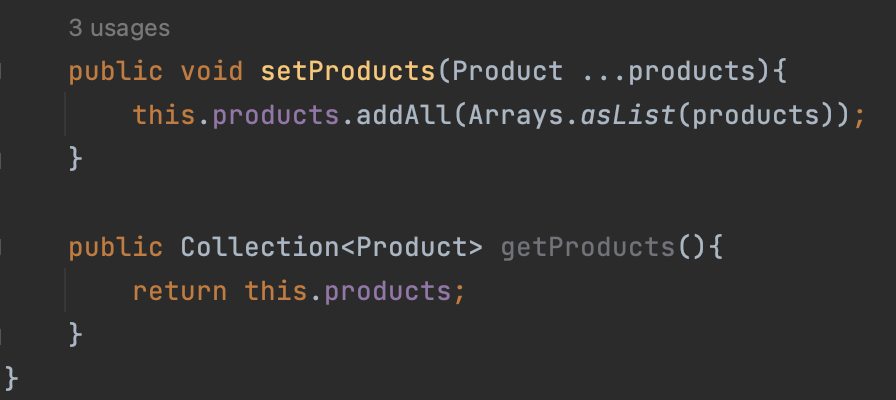 3 usages
public void setProducts(Product ...products){
this.products.addAll(Arrays.asList(products));
}
public Collection<Product> getProducts(){
return this.products;
}
}